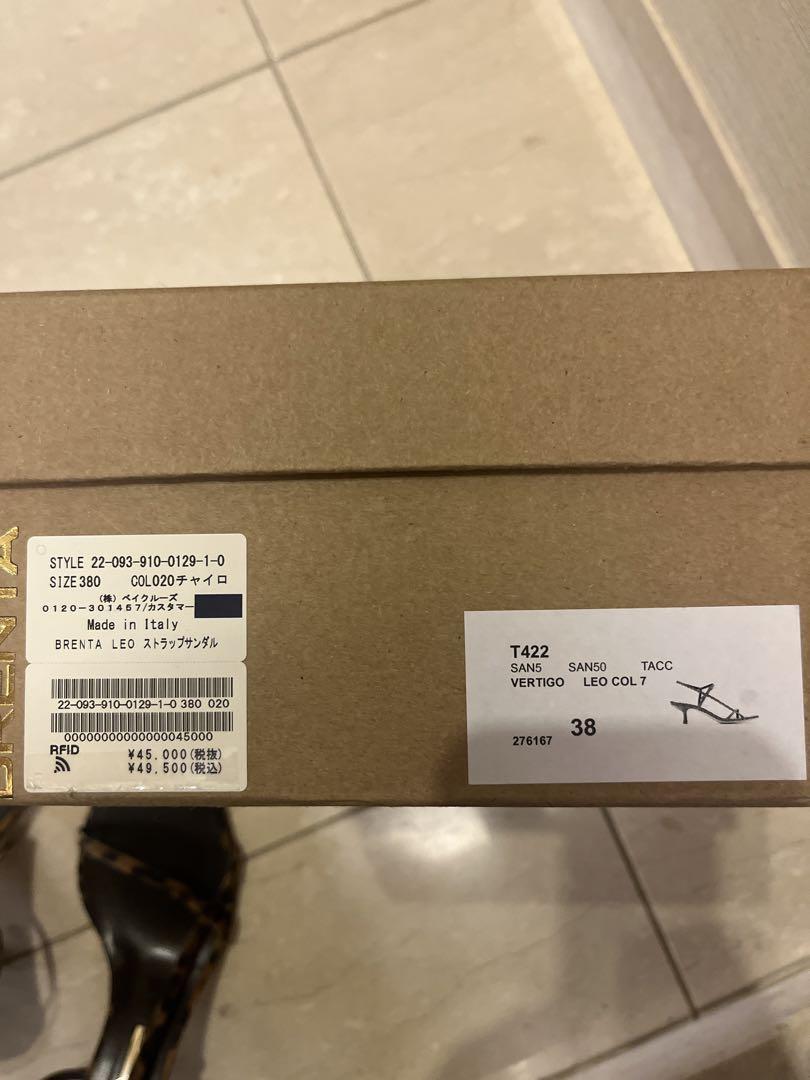 BRENTA
STYLE 22-093-910-0129-1-0
SIZE380 COL020チャイロ
(株) ベイクルーズ
0120-301457/カスタマー
Made in Italy
BRENTA LEO ストラップサンダル
22-093-910-0129-1-0 380 020
00000000000000045000
RFID
¥45,000(税抜)
¥49,500(税込)
T422
SAN5 SAN50 TACC
VERTIGO LEO COL 7
276167 38